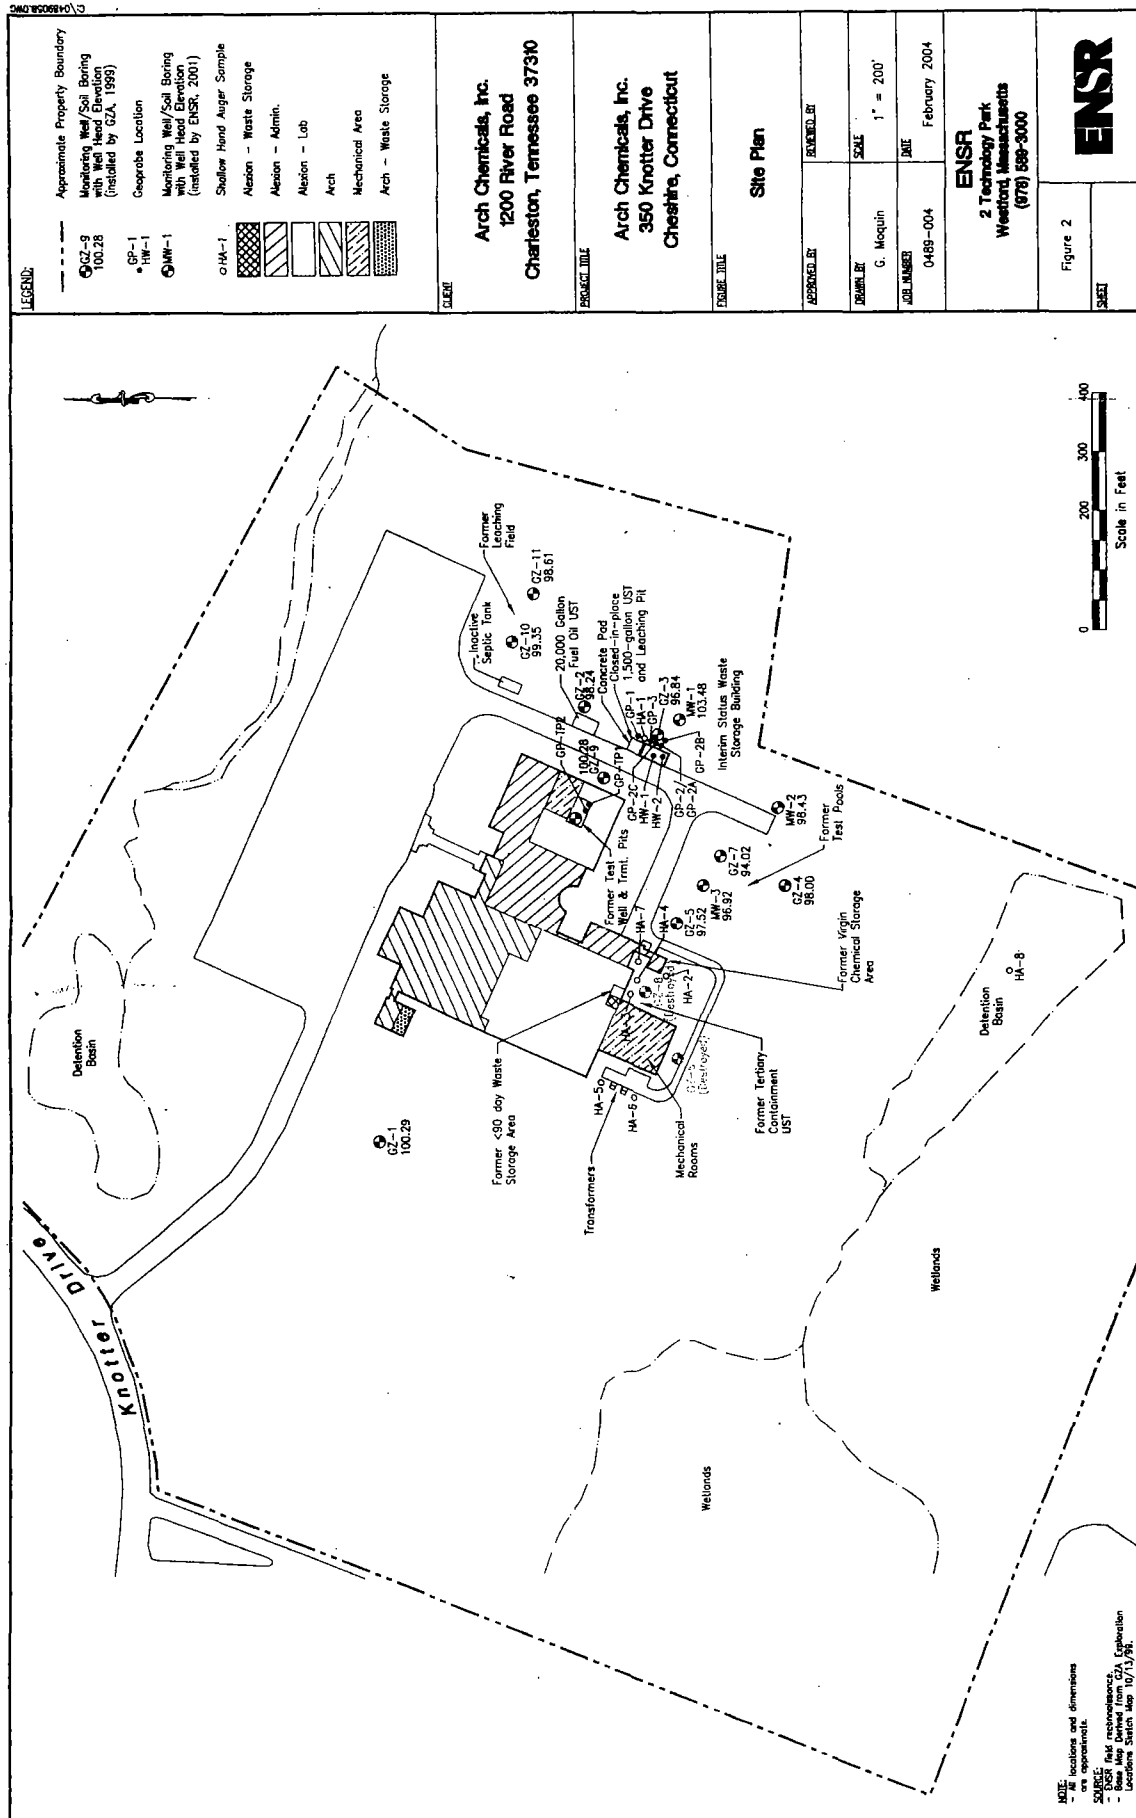 C:/0489058.DWG
LEGEND:
Approximate Property Boundary
GZ-9
100.28
Monitoring Well/Soil Boring
with Well Head Elevation
(installed by GZA, 1999)
GP-1
HW-1
Geoprobe Location
MW-1
Monitoring Well/Soil Boring
with Well Head Elevation
(installed by ENSR, 2001)
HA-1
Shallow Hand Auger Sample
Alexion - Waste Storage
Alexion - Admin.
Alexion - Lab
Arch
Mechanical Area
Arch - Waste Storage
CLIENT
Arch Chemicals, Inc.
1200 River Road
Charleston, Tennessee 37310
PROJECT TITLE
Arch Chemicals, Inc.
350 Knotter Drive
Cheshire, Connecticut
FIGURE TITLE
Site Plan
APPROVED BY
REVIEWED BY
DRAWN BY
G. Moquin
SCALE
1" = 200'
JOB NUMBER
0489-004
DATE
February 2004
ENSR
2 Technology Park
Westford, Massachusetts
(978) 589-3000
Figure 2
SHEET
ENSR
Knotter Drive
Detention
Basin
GZ-1
100.29
Former <90 day Waste
Storage Area
Transformers
HA-5
HA-6
Mechanical
Rooms
(Destroyed)
(Destroyed)
HA-2
HA-7
HA-4
Former Tertiary
Containment
UST
Former Virgin
Chemical Storage
Area
Former Test
Well & Trmt. Pits
GZ-5
97.52
MW-3
96.92
GZ-7
94.02
GZ-4
98.00
MW-2
98.43
Former
Test Pools
Inactive
Septic Tank
Former
Leaching
Field
GZ-10
99.35
GZ-11
98.61
20,000 Gallon
Fuel Oil UST
GZ-2
98.24
GP-TP2
100.28
GZ-9
GP-TP1
Concrete Pad
Closed-in-place
1,500-gallon UST
and Leaching Pit
GP-1
HA-1
GP-3
GZ-3
96.84
MW-1
103.48
GP-2C
HW-1
HW-2
GP-2
GP-2A
GP-2B
Interim Status Waste
Storage Building
Detention
Basin
HA-8
Wetlands
Wetlands
0 200 300 400
Scale in Feet
NOTE:
- All locations and dimensions
are approximate.
SOURCE:
- ENSR field reconnaissance.
- Base Map Derived from GZA Exploration
Locations Sketch Map 10/13/99.